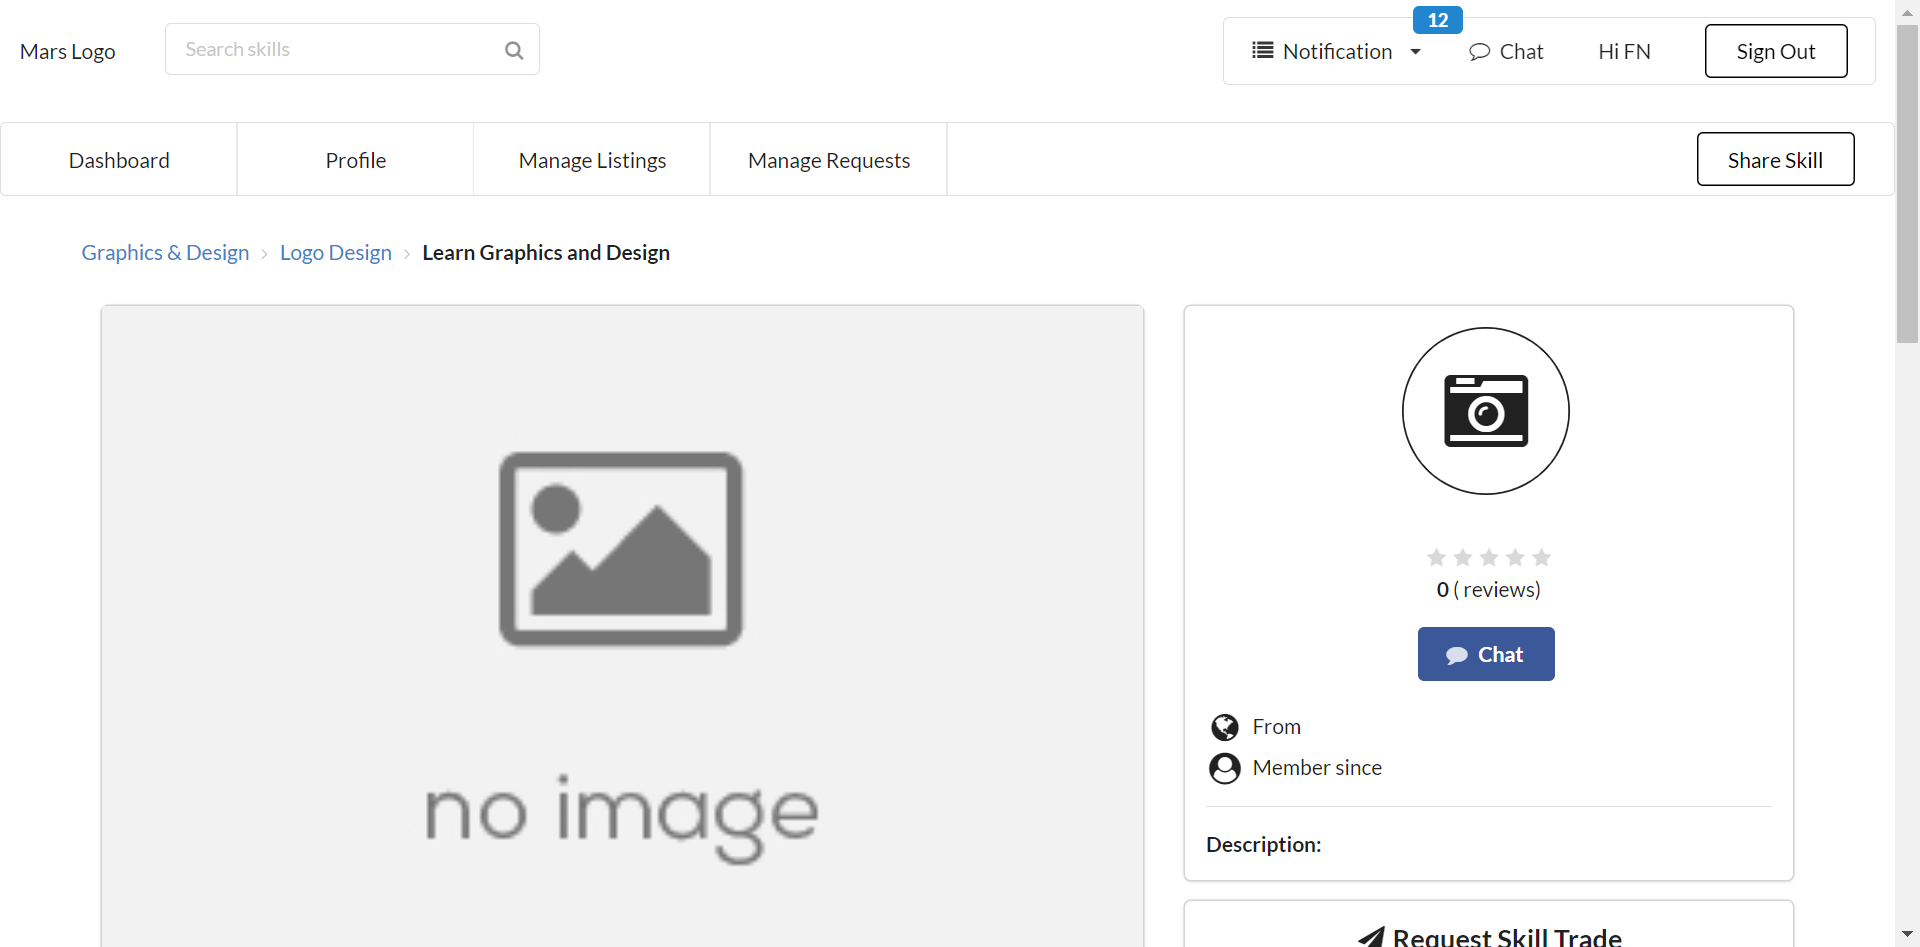 12
Mars Logo
Search skills
Notification
Chat
Hi FN
Sign Out
Dashboard
Profile
Manage Listings
Manage Requests
Share Skill
Graphics & Design
Logo Design
Learn Graphics and Design
no image
0 ( reviews)
Chat
From
Member since
Description:
Request Skill Trade